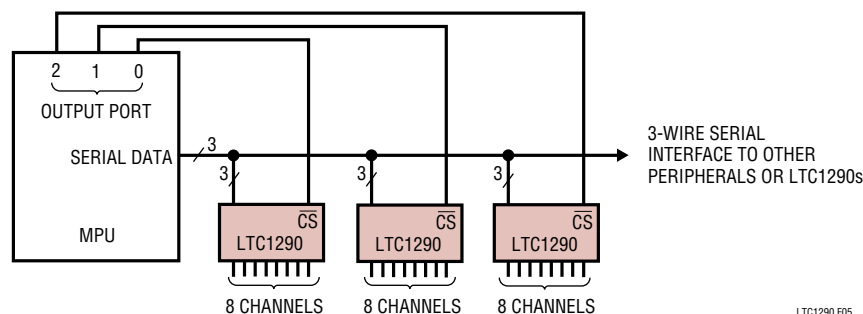 2 1 0
OUTPUT PORT
SERIAL DATA
3
3-WIRE SERIAL
INTERFACE TO OTHER
PERIPHERALS OR LTC1290s
3 3 3
MPU
CS CS CS
LTC1290 LTC1290 LTC1290
8 CHANNELS 8 CHANNELS 8 CHANNELS
LTC1290 F05